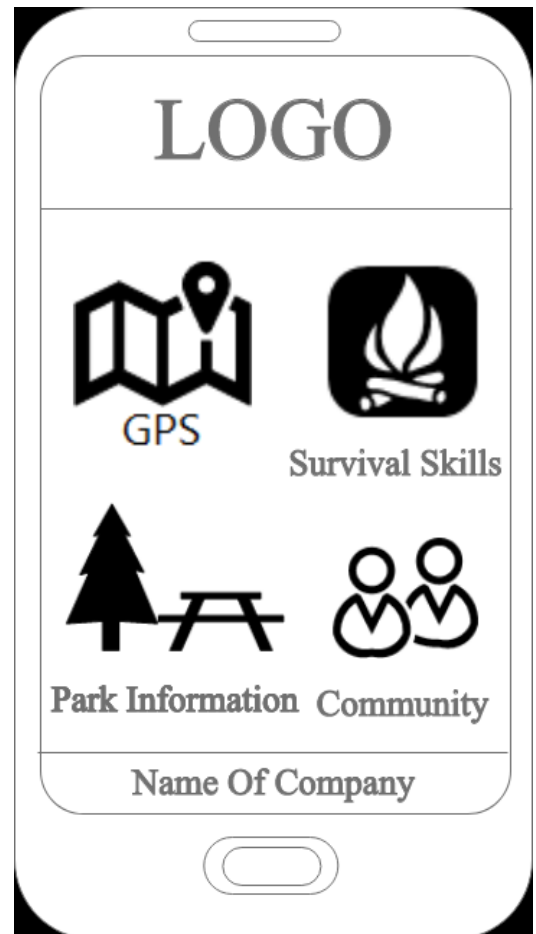 LOGO
GPS
Survival Skills
Park Information
Community
Name Of Company